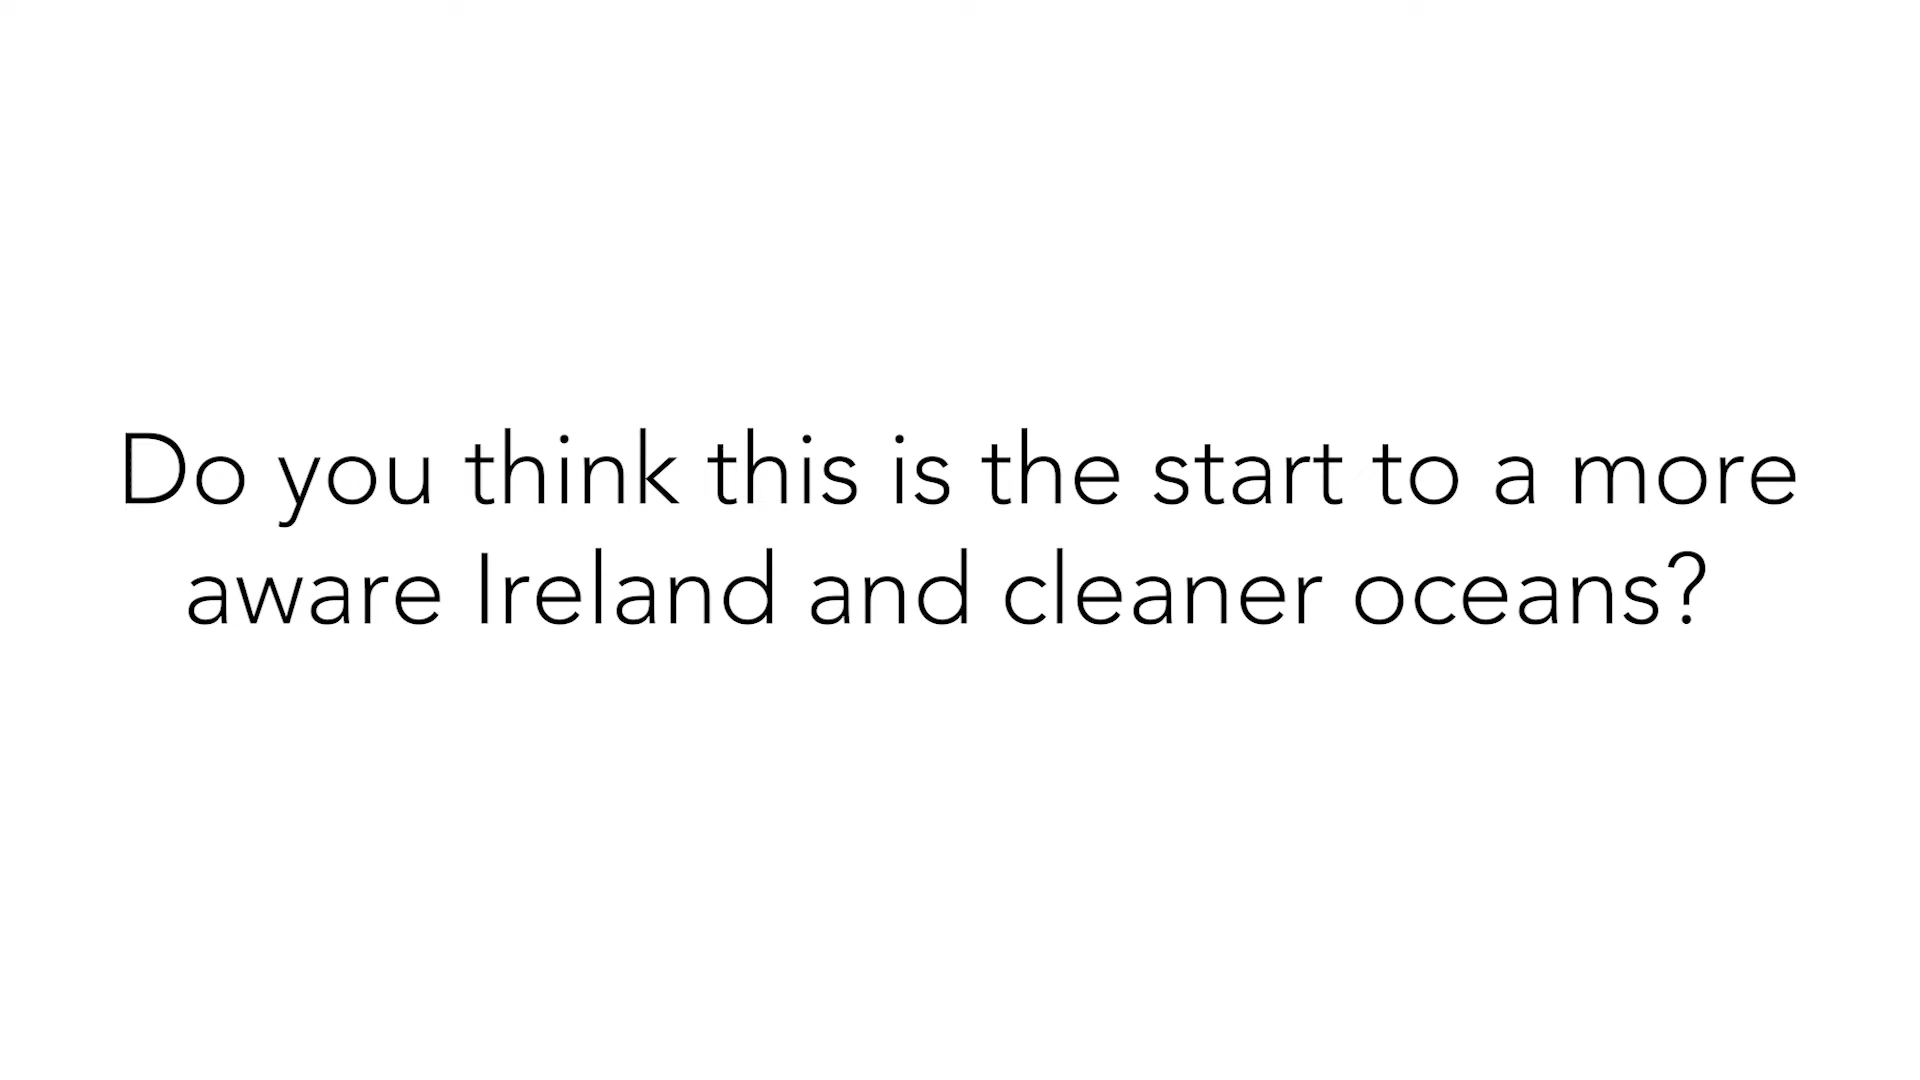 Do you think this is the start to a more
aware Ireland and cleaner oceans?